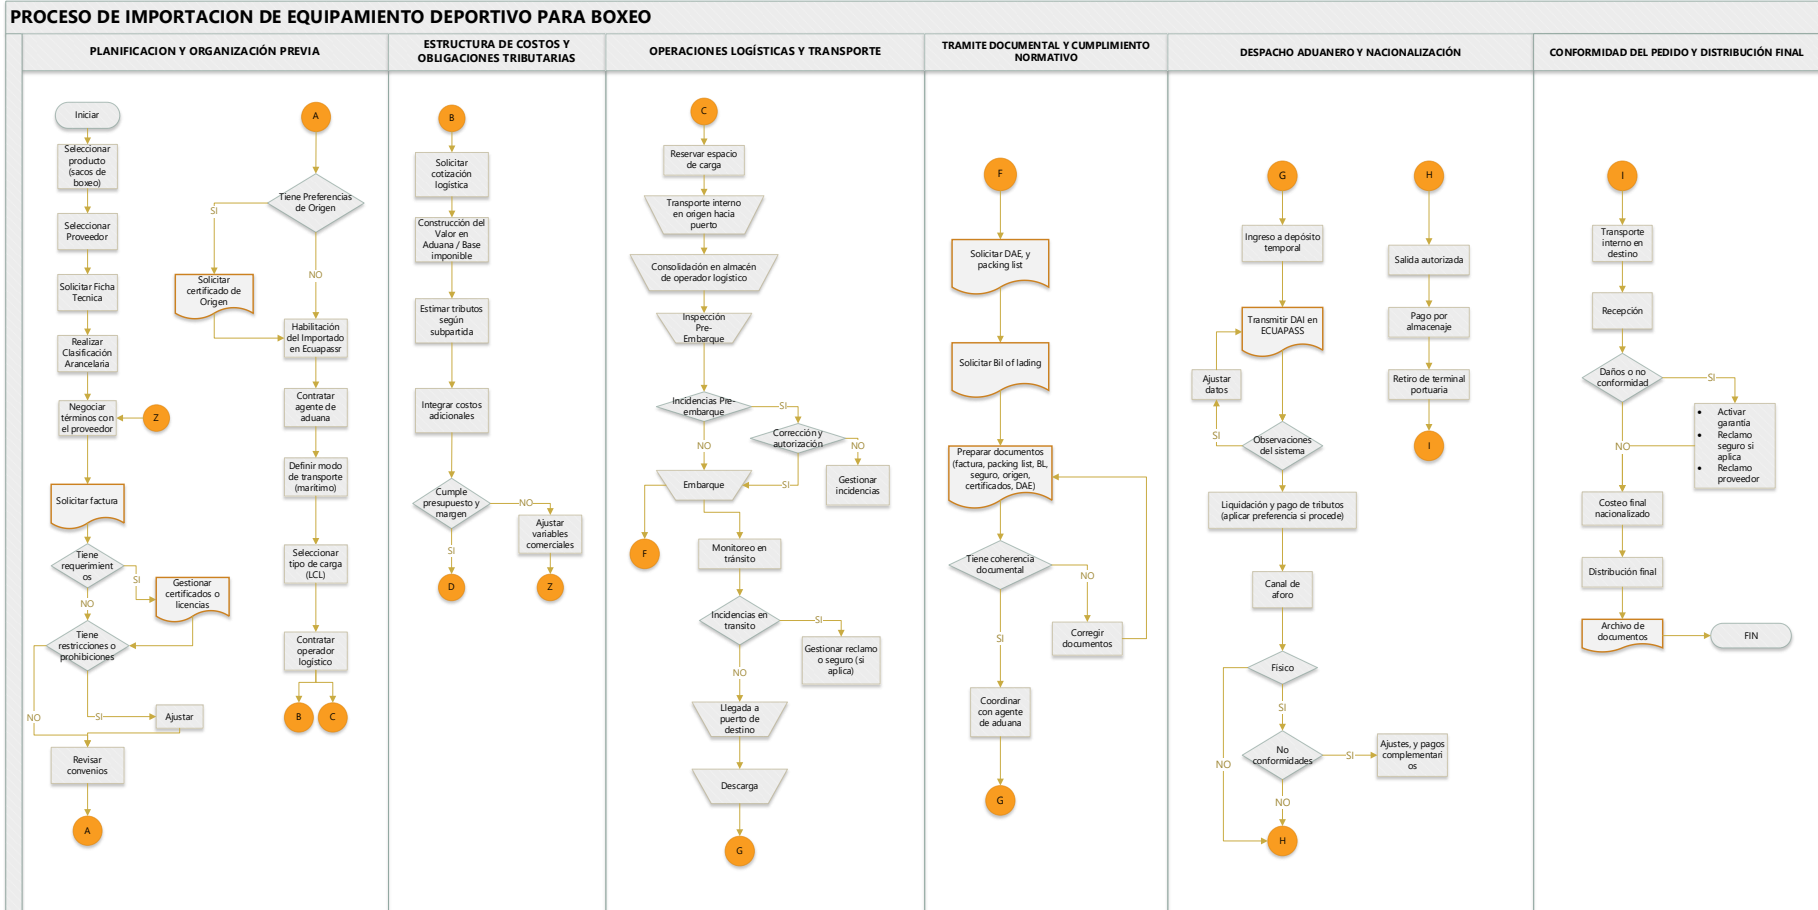 PROCESO DE IMPORTACION DE EQUIPAMIENTO DEPORTIVO PARA BOXEO
PLANIFICACION Y ORGANIZACIÓN PREVIA
Iniciar
Seleccionar
producto
(sacos de
boxeo)
Seleccionar
Proveedor
Solicitar Ficha
Tecnica
Realizar
Clasificación
Arancelaria
Negociar
términos con
el proveedor
Z
Solicitar factura
Tiene
requerimient
os
SI
Gestionar
certificados o
licencias
NO
Tiene
restricciones o
prohibiciones
NO
SI
Ajustar
Revisar
convenios
A
A
Tiene Preferencias
de Origen
SI
Solicitar
certificado de
Origen
NO
Habilitación
del Importado
en Ecuapassr
Contratar
agente de
aduana
Definir modo
de transporte
(marítimo)
Seleccionar
tipo de carga
(LCL)
Contratar
operador
logístico
B
C
ESTRUCTURA DE COSTOS Y
OBLIGACIONES TRIBUTARIAS
B
Solicitar
cotización
logística
Construcción del
Valor en
Aduana / Base
imponible
Estimar tributos
según
subpartida
Integrar costos
adicionales
Cumple
presupuesto y
margen
NO
Ajustar
variables
comerciales
SI
D
Z
OPERACIONES LOGÍSTICAS Y TRANSPORTE
C
Reservar espacio
de carga
Transporte interno
en origen hacia
puerto
Consolidación en almacén
de operador logístico
Inspección
Pre-
Embarque
Incidencias Pre-
embarque
SI
Corrección y
autorización
NO
Gestionar
incidencias
NO
SI
Embarque
F
Monitoreo en
tránsito
Incidencias en
transito
SI
Gestionar reclamo
o seguro (si
aplica)
NO
Llegada a
puerto de
destino
Descarga
G
TRAMITE DOCUMENTAL Y CUMPLIMIENTO
NORMATIVO
F
Solicitar DAE, y
packing list
Solicitar Bil of lading
Preparar documentos
(factura, packing list, BL,
seguro, origen,
certificados, DAE)
Tiene coherencia
documental
NO
Corregir
documentos
SI
Coordinar
con agente
de aduana
G
DESPACHO ADUANERO Y NACIONALIZACIÓN
G
Ingreso a depósito
temporal
Transmitir DAI en
ECUAPASS
Ajustar
datos
SI
Observaciones
del sistema
Liquidación y pago de tributos
(aplicar preferencia si procede)
Canal de
aforo
Físico
SI
NO
No
conformidades
SI
Ajustes, y pagos
complementari
os
NO
H
H
Salida autorizada
Pago por
almacenaje
Retiro de terminal
portuaria
I
CONFORMIDAD DEL PEDIDO Y DISTRIBUCIÓN FINAL
I
Transporte
interno en
destino
Recepción
Daños o no
conformidad
SI
• Activar
garantía
• Reclamo
seguro si
aplica
• Reclamo
proveedor
NO
Costeo final
nacionalizado
Distribución final
Archivo de
documentos
FIN